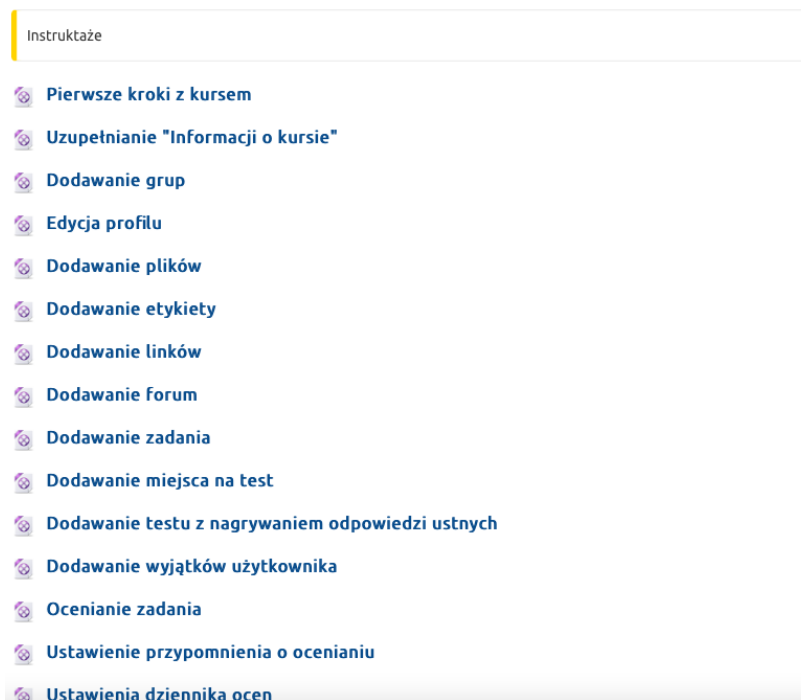 Instruktaże
Pierwsze kroki z kursem
Uzupełnianie "Informacji o kursie"
Dodawanie grup
Edycja profilu
Dodawanie plików
Dodawanie etykiety
Dodawanie linków
Dodawanie forum
Dodawanie zadania
Dodawanie miejsca na test
Dodawanie testu z nagrywaniem odpowiedzi ustnych
Dodawanie wyjątków użytkownika
Ocenianie zadania
Ustawienie przypomnienia o ocenianiu
Ustawienia dziennika ocen